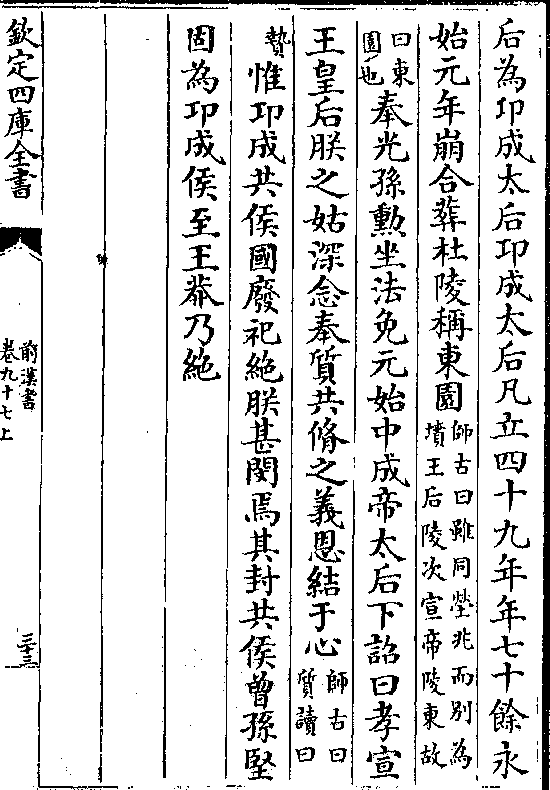 后為邛成太后邛成太后凡立四十九年年七十餘永
始元年崩合葬杜陵稱東園師古曰雖同塋兆而別為墳王后陵次宣帝陵東故
曰東園也奉光孫勲坐法免元始中成帝太后下詔曰孝宣
王皇后朕之姑深念奉質共脩之義恩結于心師古曰質讀曰
贄惟邛成共侯國廢祀絶朕甚閔焉其封共侯曾孫堅
固為邛成侯至王莽乃絶
欽定四庫全書
前漢書
卷九十七上
三十三